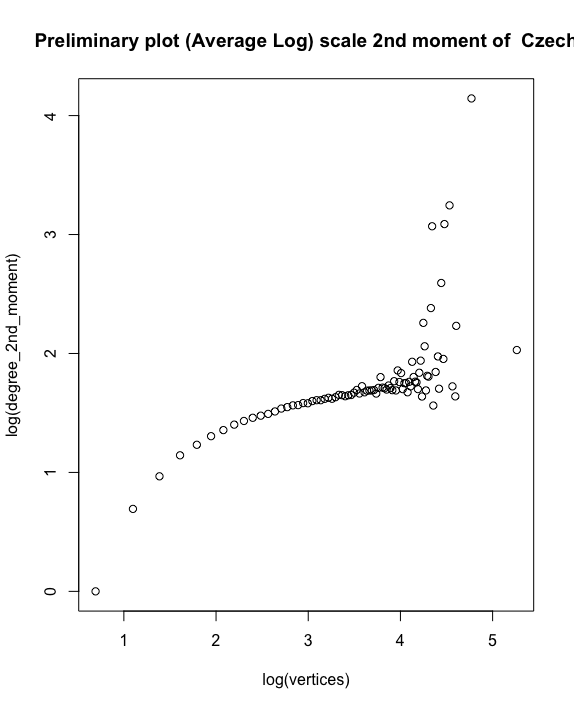 Preliminary plot (Average Log) scale 2nd moment of  Czech
4
3
2
1
0
log(degree_2nd_moment)
1 2 3 4 5
log(vertices)